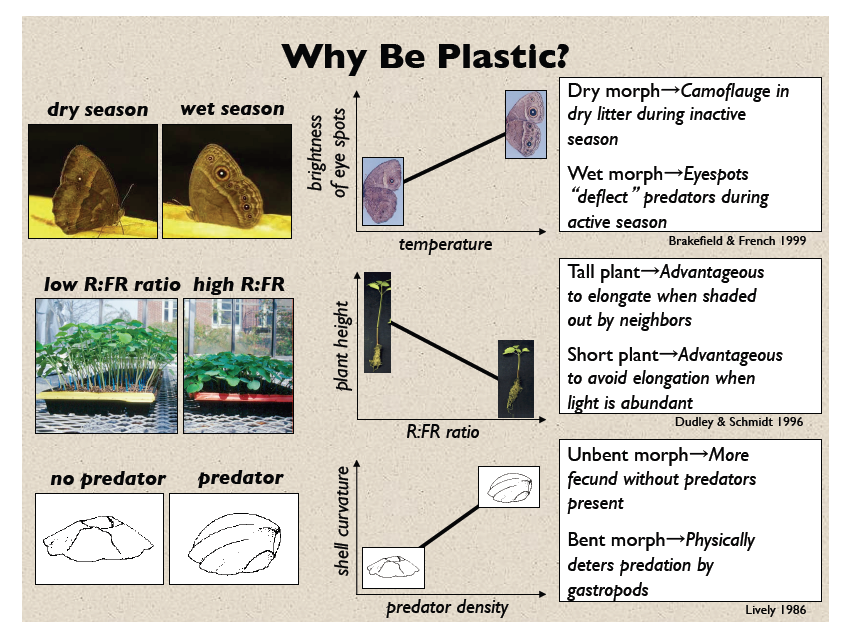 Why Be Plastic?
dry season
wet season
brightness
of eye spots
temperature
Dry morph→Camoflauge in
dry litter during inactive
season
Wet morph→Eyespots
“deflect” predators during
active season
Brakefield & French 1999
low R:FR ratio
high R:FR
plant height
R:FR ratio
Tall plant→Advantageous
to elongate when shaded
out by neighbors
Short plant→Advantageous
to avoid elongation when
light is abundant
Dudley & Schmidt 1996
no predator
predator
shell curvature
predator density
Unbent morph→More
fecund without predators
present
Bent morph→Physically
deters predation by
gastropods
Lively 1986